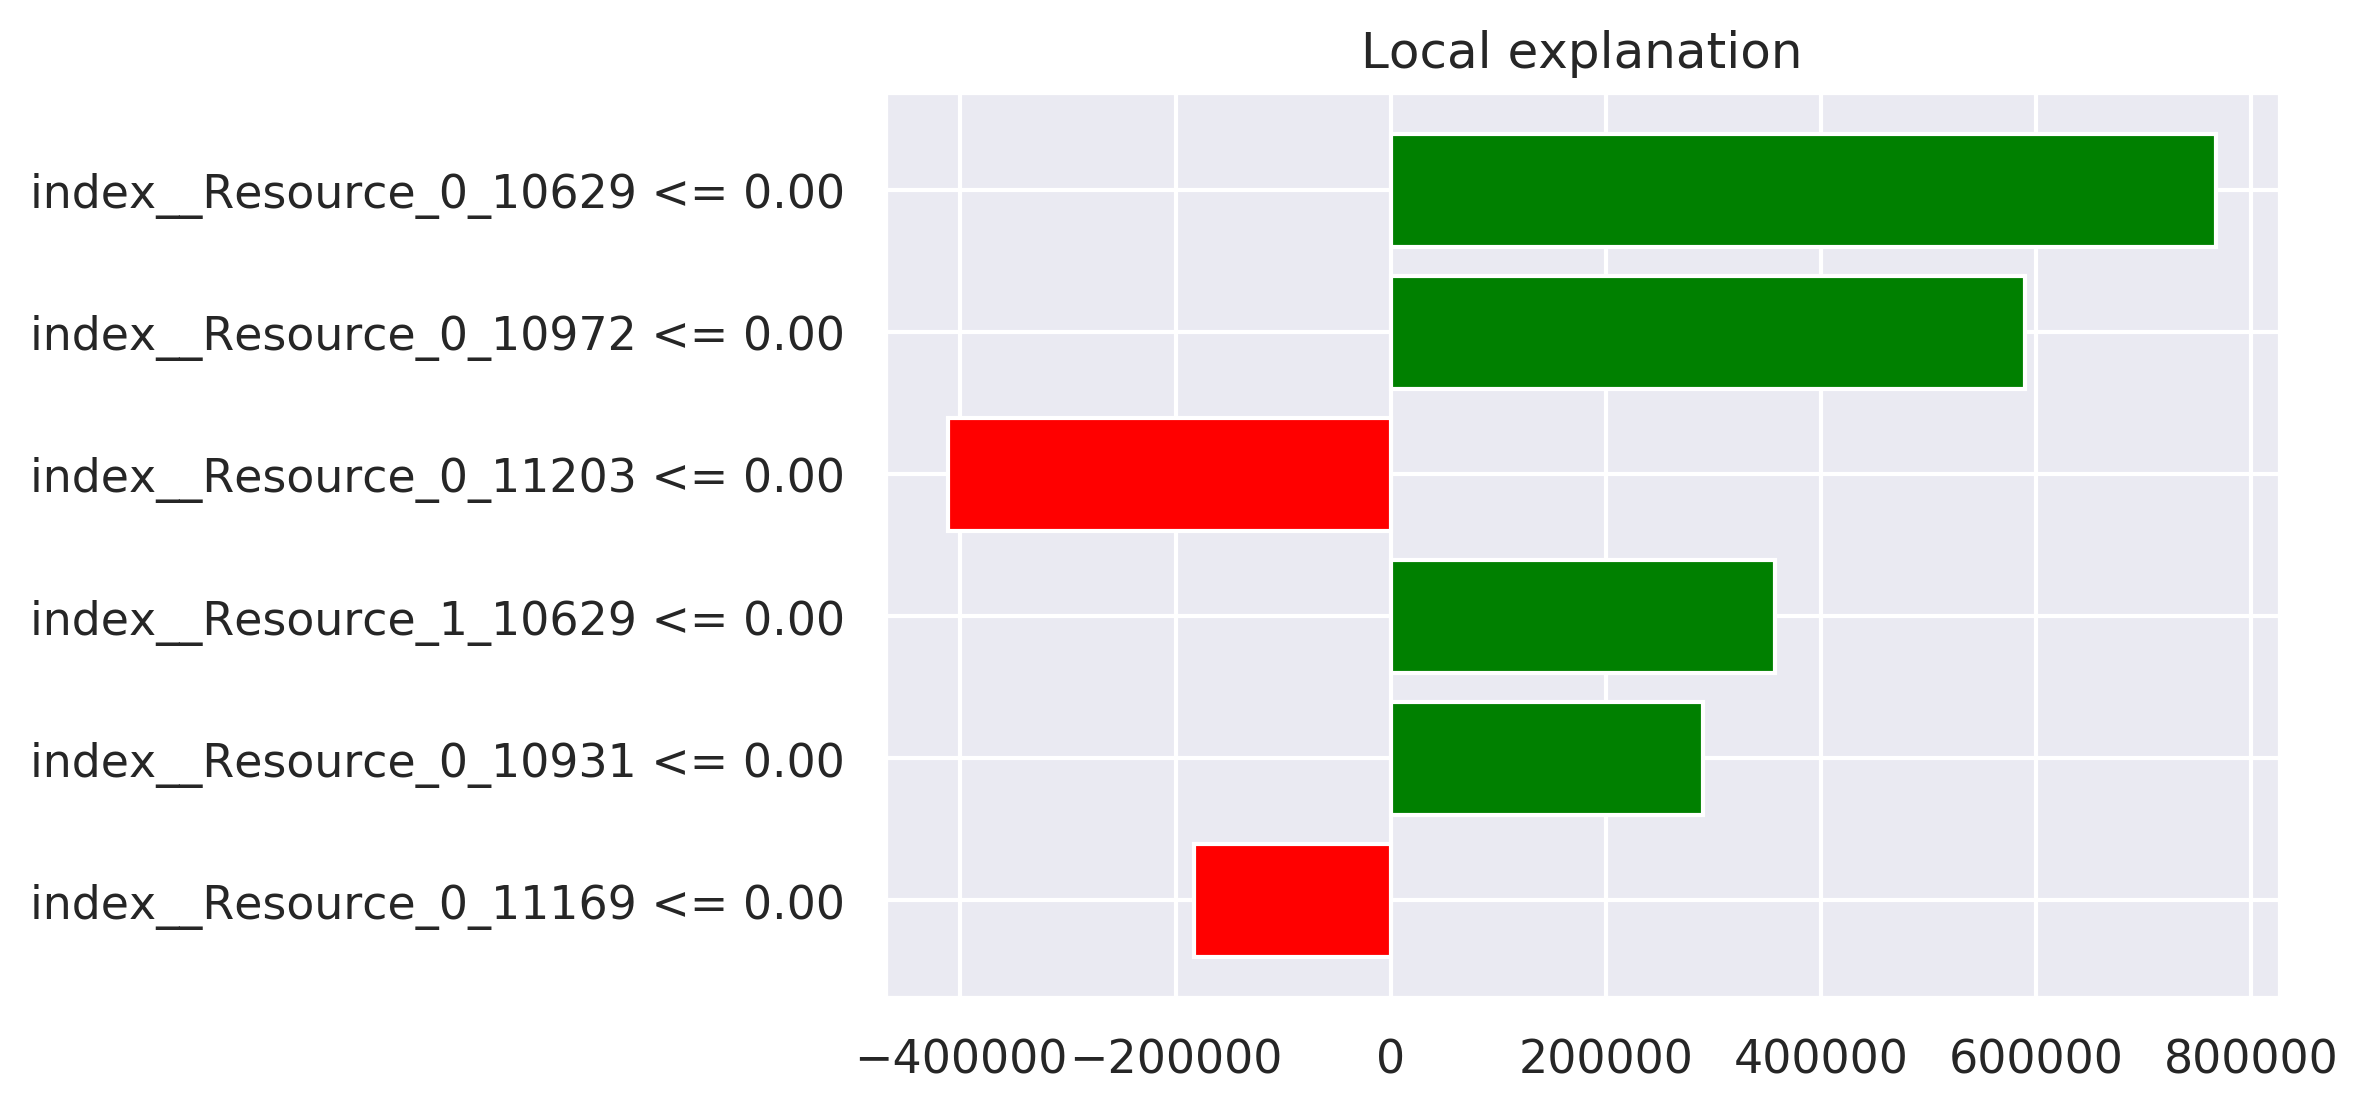 Local explanation
index__Resource_0_10629 <= 0.00
index__Resource_0_10972 <= 0.00
index__Resource_0_11203 <= 0.00
index__Resource_1_10629 <= 0.00
index__Resource_0_10931 <= 0.00
index__Resource_0_11169 <= 0.00
−400000 −200000 0 200000 400000 600000 800000